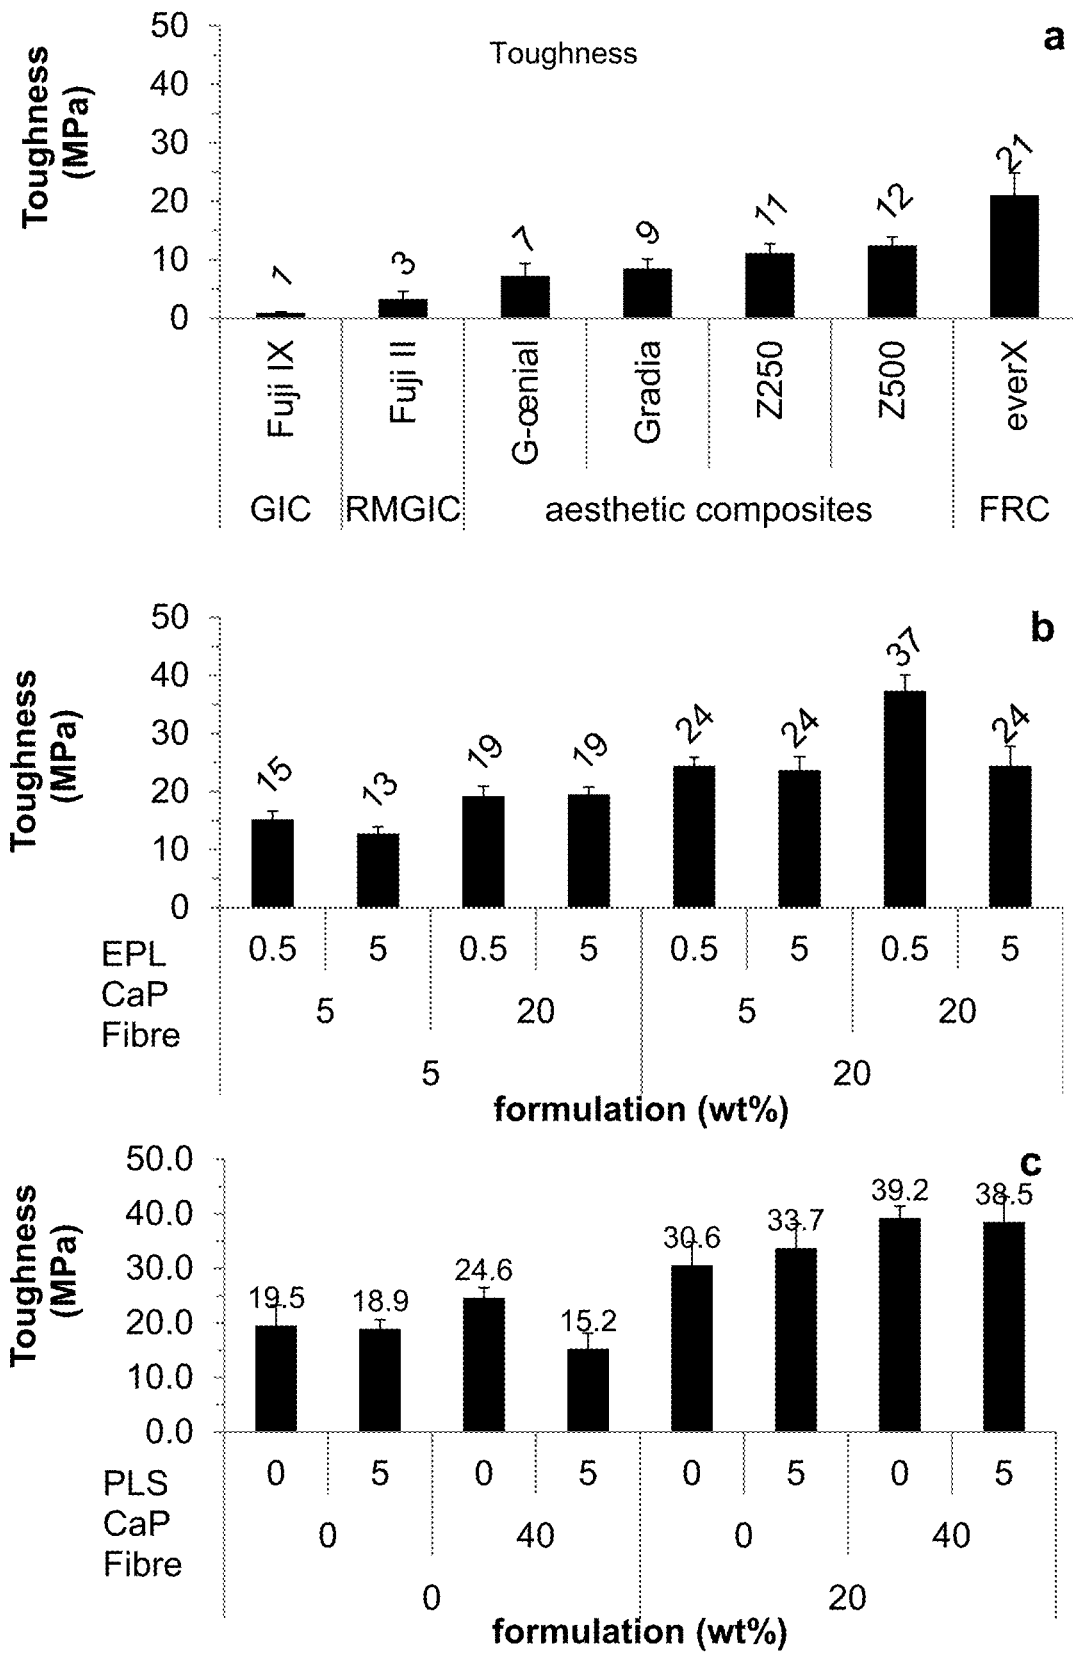 a
Toughness
Toughness
(MPa)
50
40
30
20
10
0
1
3
7
9
11
12
21
Fuji IX
Fuji II
G-œnial
Gradia
Z250
Z500
everX
GIC
RMGIC
aesthetic composites
FRC
b
Toughness
(MPa)
50
40
30
20
10
0
15
13
19
19
24
24
37
24
EPL
0.5 5 0.5 5 0.5 5 0.5 5
CaP
5 20 5 20
Fibre
5 20
formulation (wt%)
c
Toughness
(MPa)
50.0
40.0
30.0
20.0
10.0
0.0
19.5
18.9
24.6
15.2
30.6
33.7
39.2
38.5
PLS
0 5 0 5 0 5 0 5
CaP
0 40 0 40
Fibre
0 20
formulation (wt%)